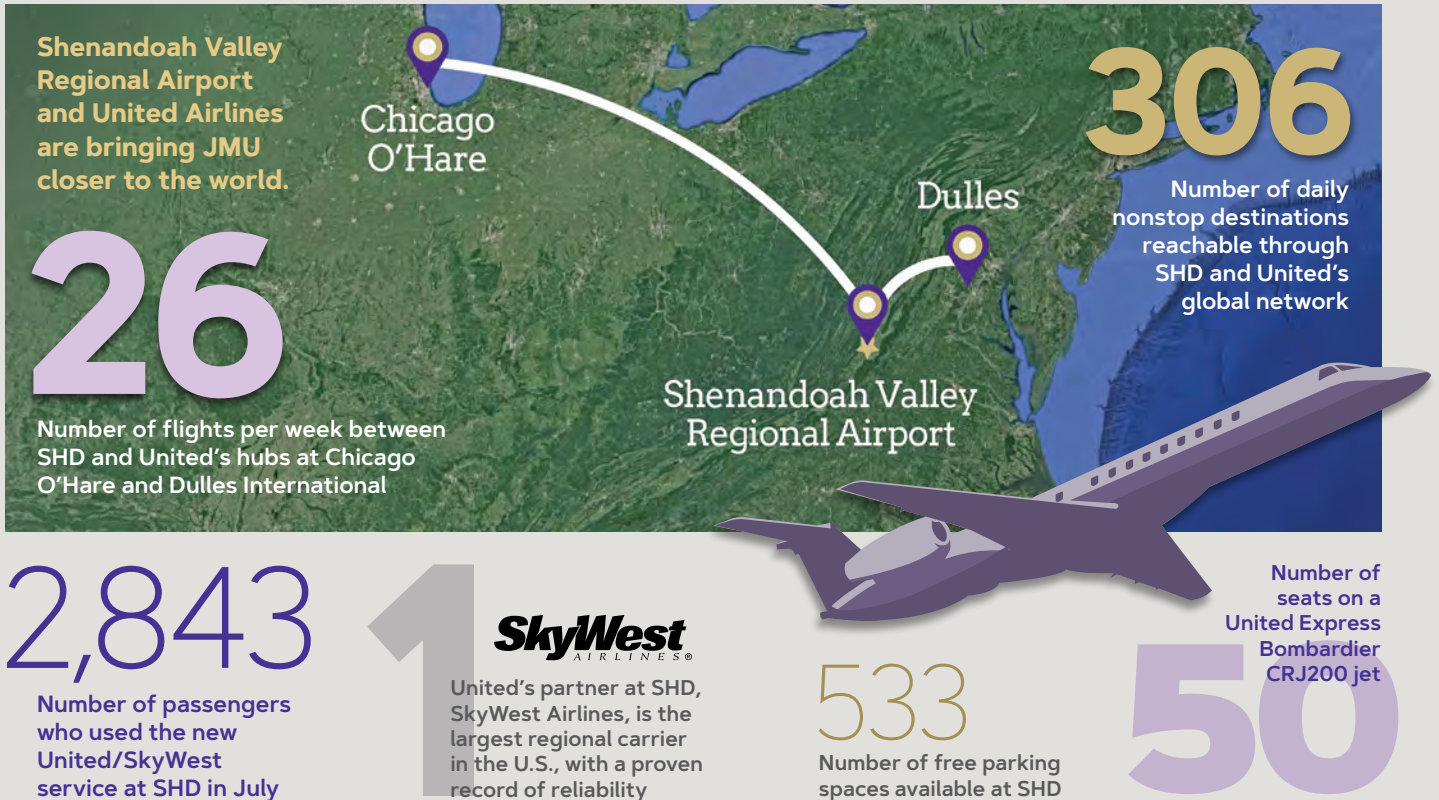 Shenandoah Valley
Regional Airport
and United Airlines
are bringing JMU
closer to the world.
26
Number of flights per week between
SHD and United's hubs at Chicago
O'Hare and Dulles International
Chicago
O'Hare
Dulles
Shenandoah Valley
Regional Airport
306
Number of daily
nonstop destinations
reachable through
SHD and United's
global network
2,843
Number of passengers
who used the new
United/SkyWest
service at SHD in July
1
SkyWest
AIRLINES®
United's partner at SHD,
SkyWest Airlines, is the
largest regional carrier
in the U.S., with a proven
record of reliability
533
Number of free parking
spaces available at SHD
Number of
seats on a
United Express
Bombardier
CRJ200 jet
50